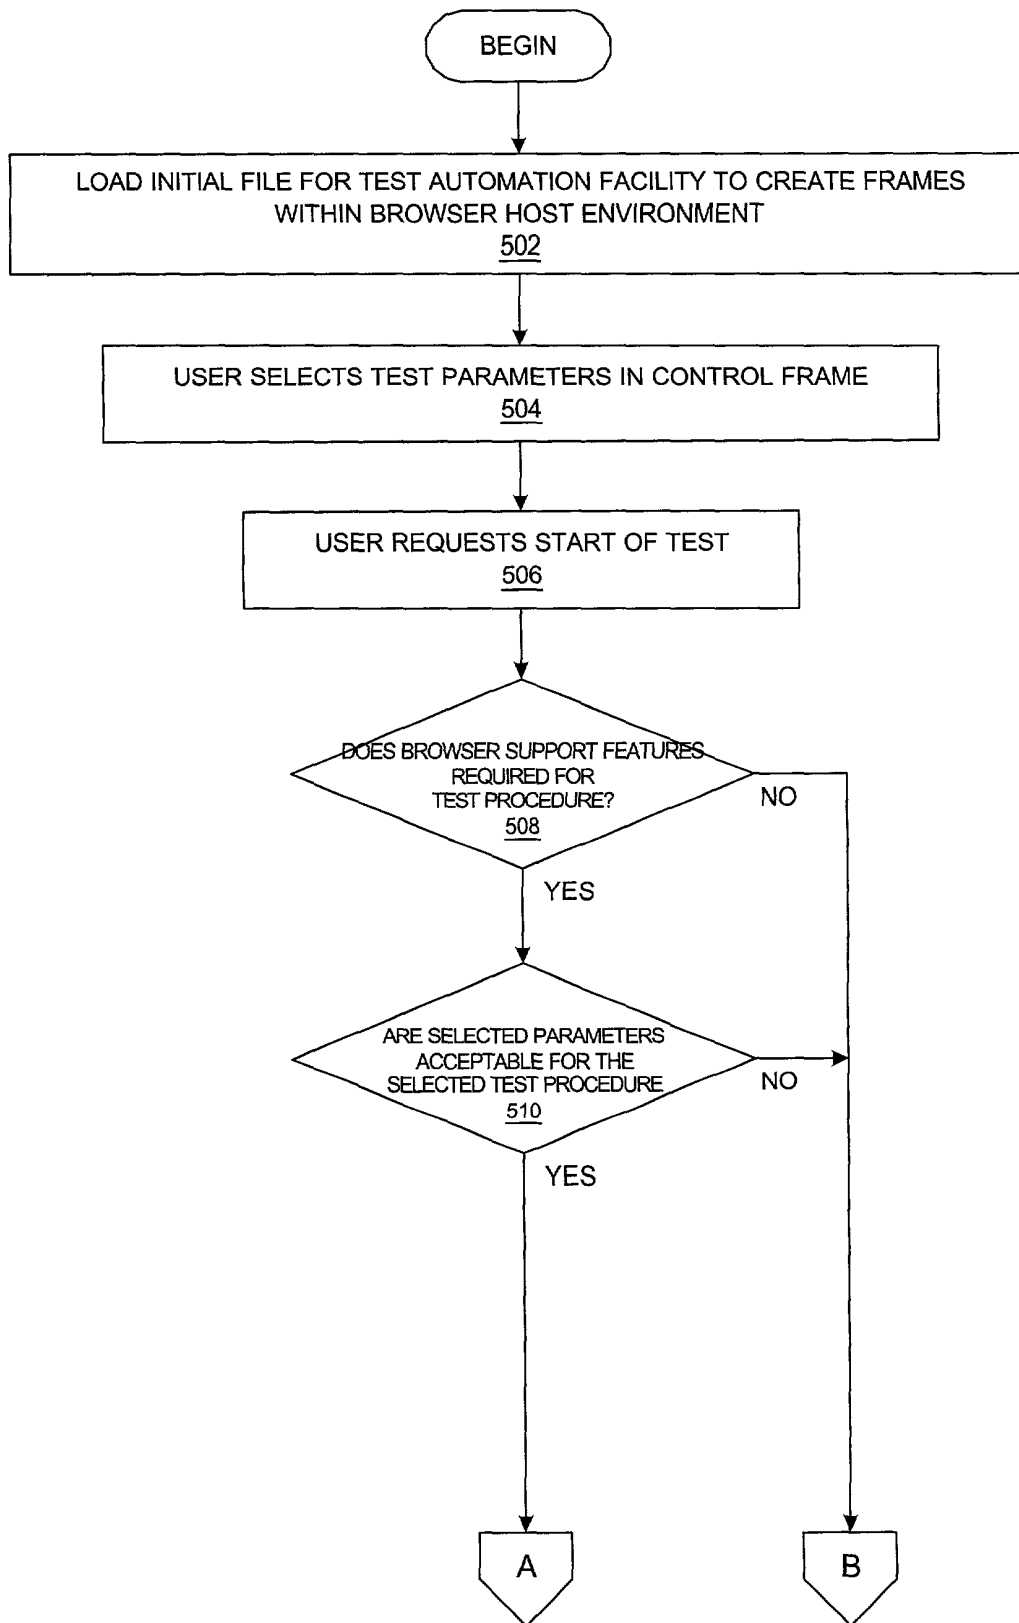 BEGIN
LOAD INITIAL FILE FOR TEST AUTOMATION FACILITY TO CREATE FRAMES
WITHIN BROWSER HOST ENVIRONMENT
502
USER SELECTS TEST PARAMETERS IN CONTROL FRAME
504
USER REQUESTS START OF TEST
506
DOES BROWSER SUPPORT FEATURES
REQUIRED FOR
TEST PROCEDURE?
508
NO
YES
ARE SELECTED PARAMETERS
ACCEPTABLE FOR THE
SELECTED TEST PROCEDURE
510
NO
YES
A
B